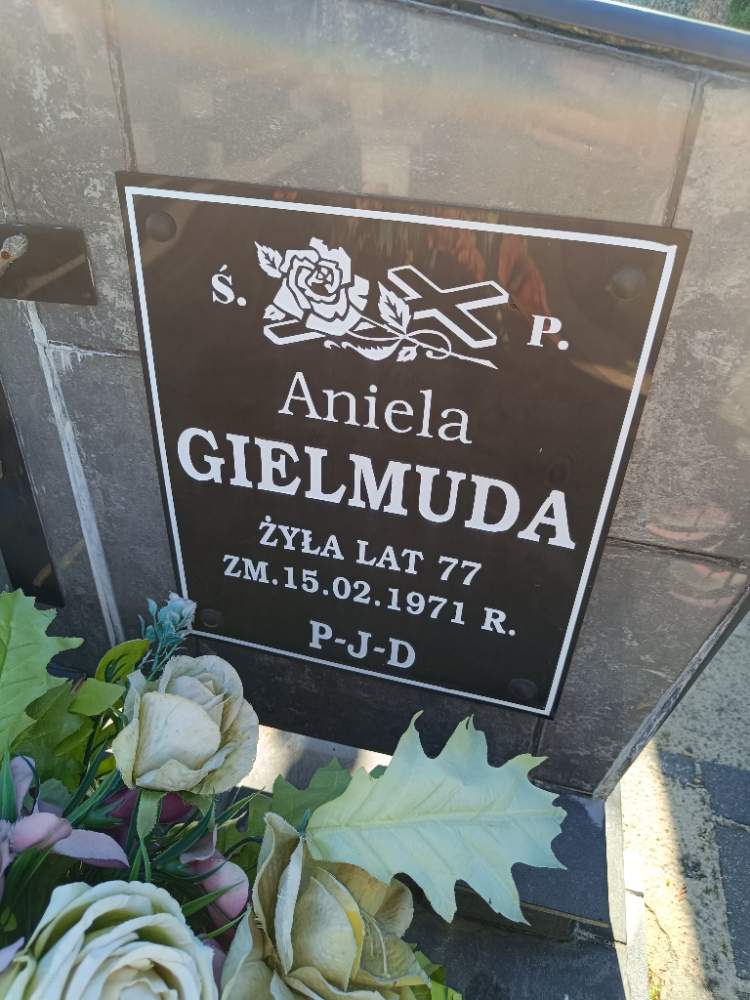 Ś. P.
Aniela
GIELMUDA
ŻYŁA LAT 77
ZM.15.02.1971 R.
P-J-D